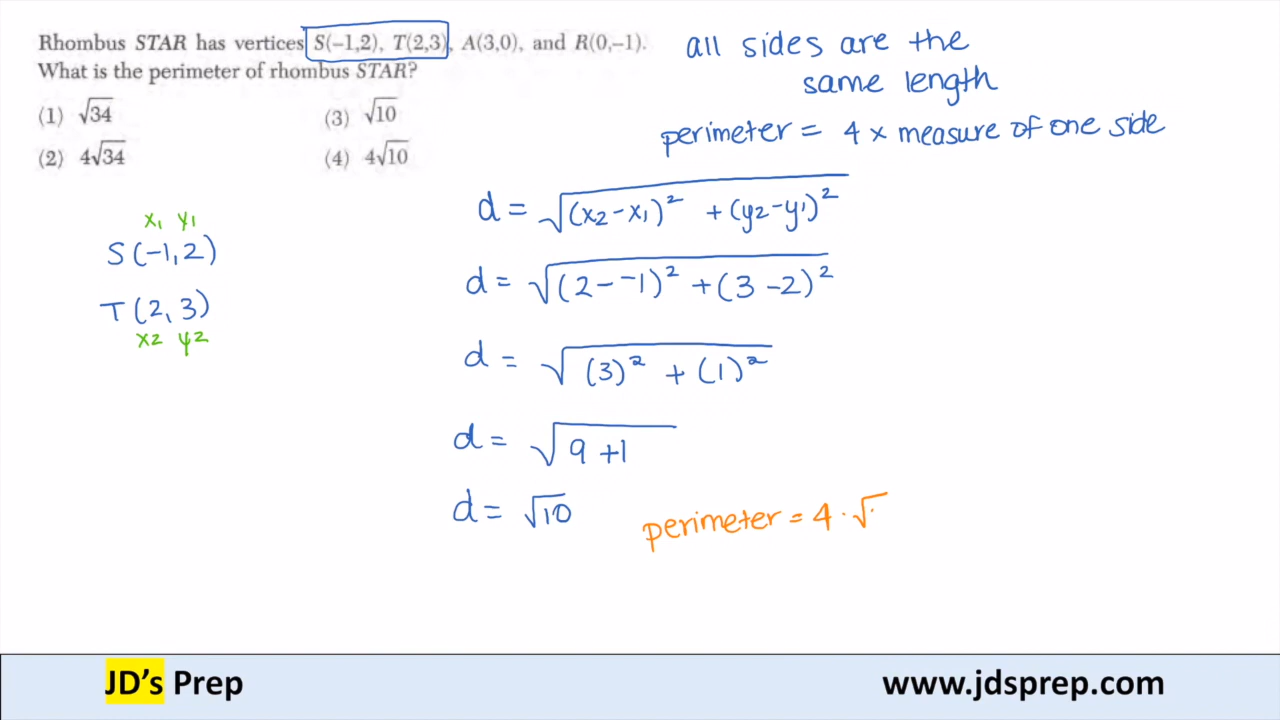 Rhombus STAR has vertices S(−1,2), T(2,3), A(3,0), and R(0,−1).
What is the perimeter of rhombus STAR?
(1) √34
(3) √10
(2) 4√34
(4) 4√10
all sides are the
same length
perimeter = 4 x measure of one side
x1 y1
S(-1,2)
T(2,3)
x2 y2
d = √(x2-x1)² + (y2-y1)²
d = √(2--1)² + (3-2)²
d = √(3)² + (1)²
d = √9+1
d = √10
perimeter = 4 · √
JD's Prep
www.jdsprep.com